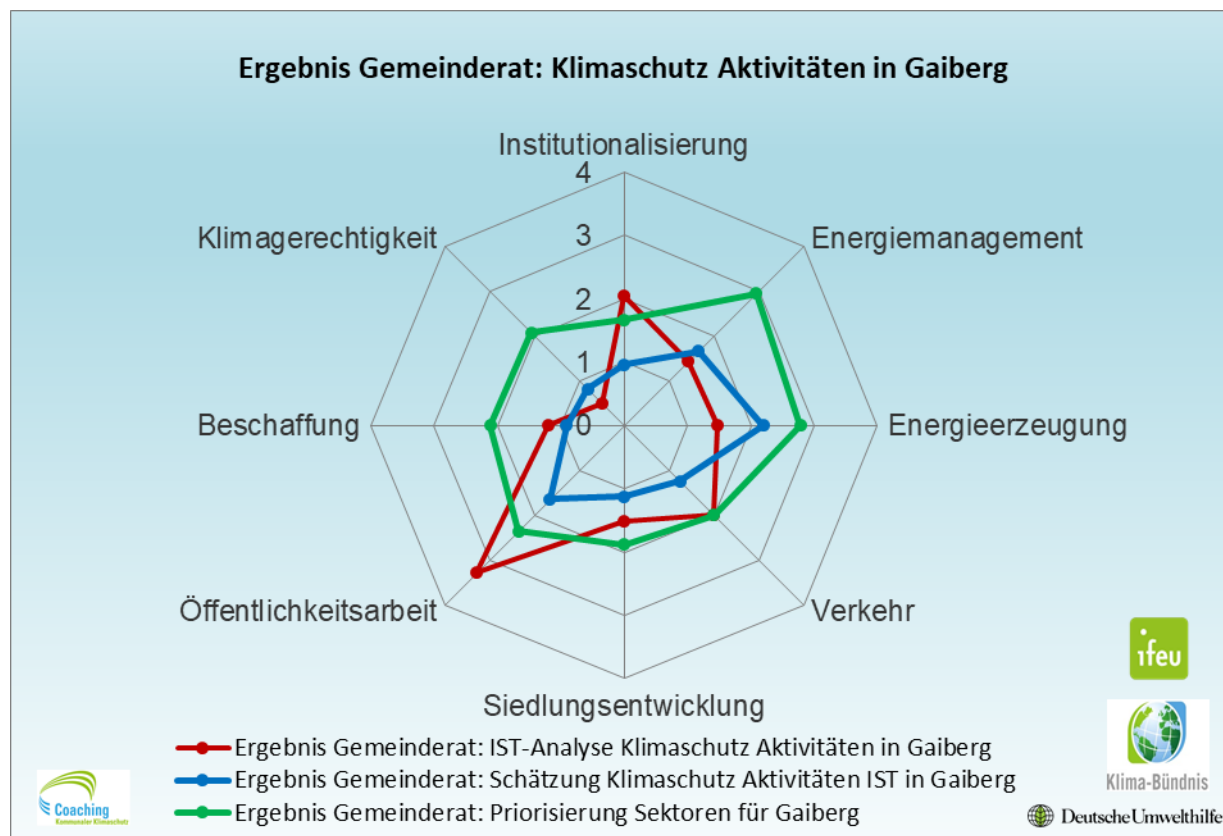 Ergebnis Gemeinderat: Klimaschutz Aktivitäten in Gaiberg
Institutionalisierung
4
Klimagerechtigkeit
3
Energiemanagement
2
1
Beschaffung
0
Energieerzeugung
Öffentlichkeitsarbeit
Verkehr
Siedlungsentwicklung
ifeu
Ergebnis Gemeinderat: IST-Analyse Klimaschutz Aktivitäten in Gaiberg
Ergebnis Gemeinderat: Schätzung Klimaschutz Aktivitäten IST in Gaiberg
Ergebnis Gemeinderat: Priorisierung Sektoren für Gaiberg
Coaching
Kommunaler Klimaschutz
Klima-Bündnis
Deutsche Umwelthilfe